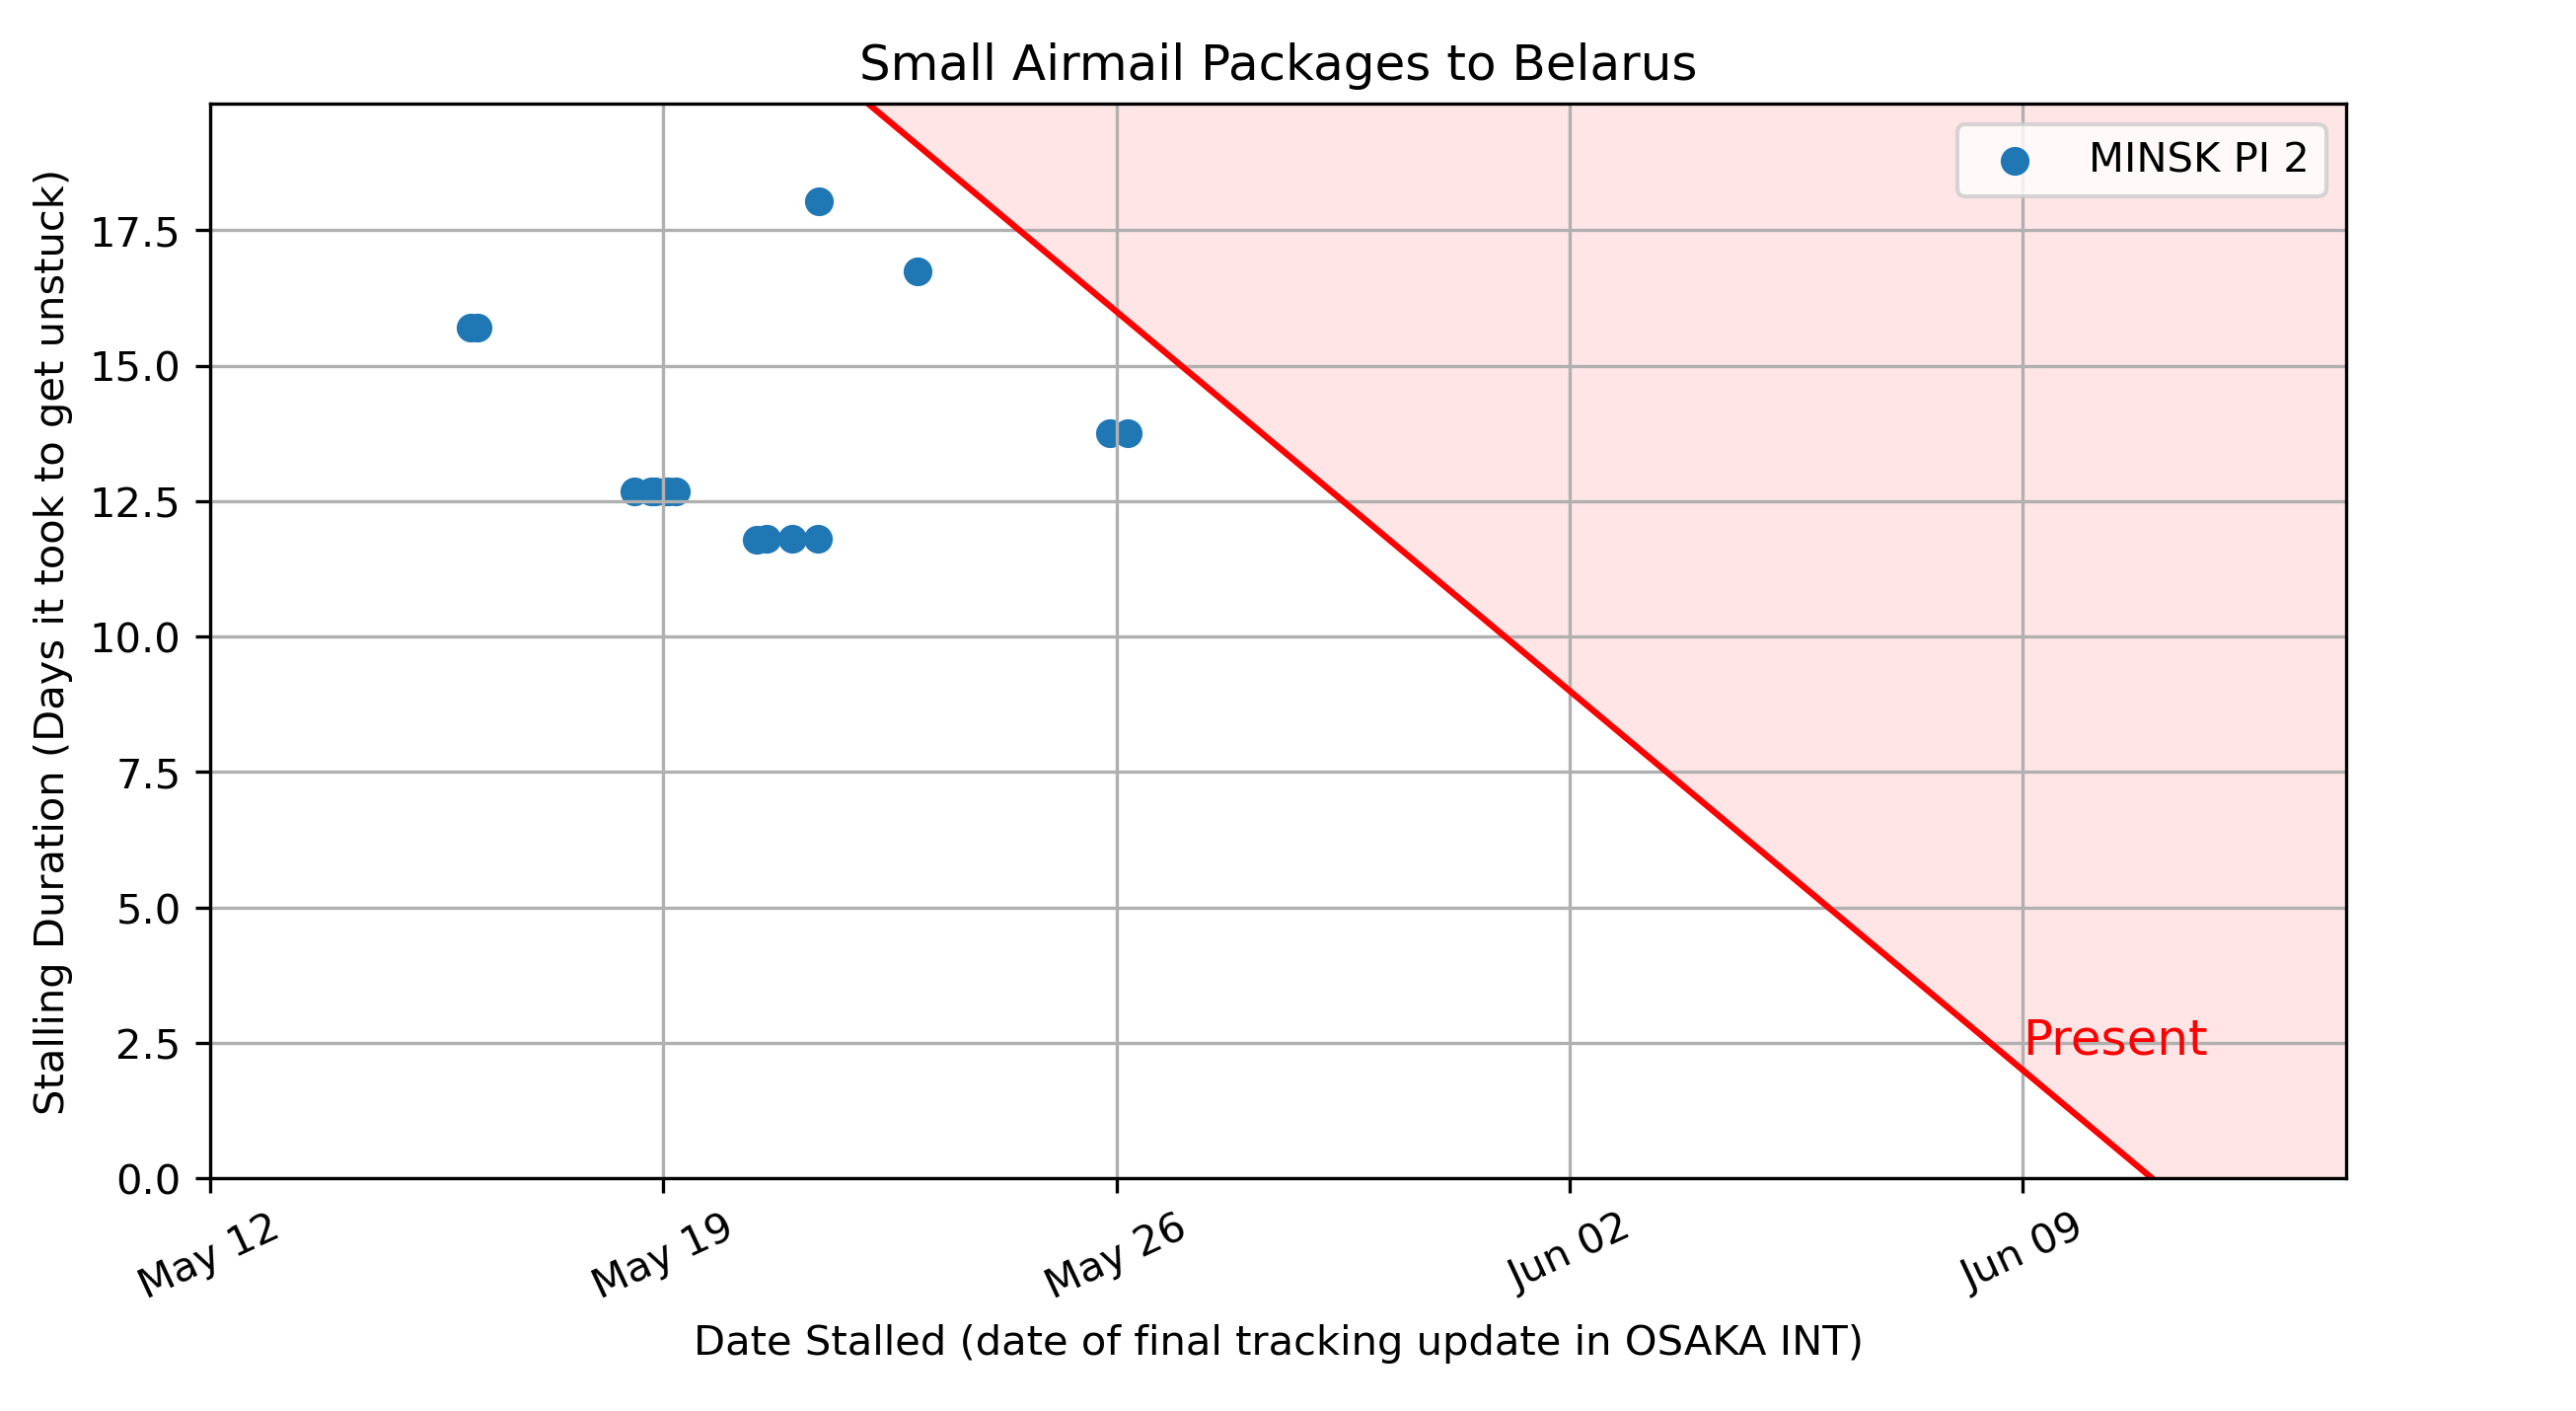 Small Airmail Packages to Belarus
MINSK PI 2
Stalling Duration (Days it took to get unstuck)
17.5
15.0
12.5
10.0
7.5
5.0
2.5
0.0
Present
May 12
May 19
May 26
Jun 02
Jun 09
Date Stalled (date of final tracking update in OSAKA INT)